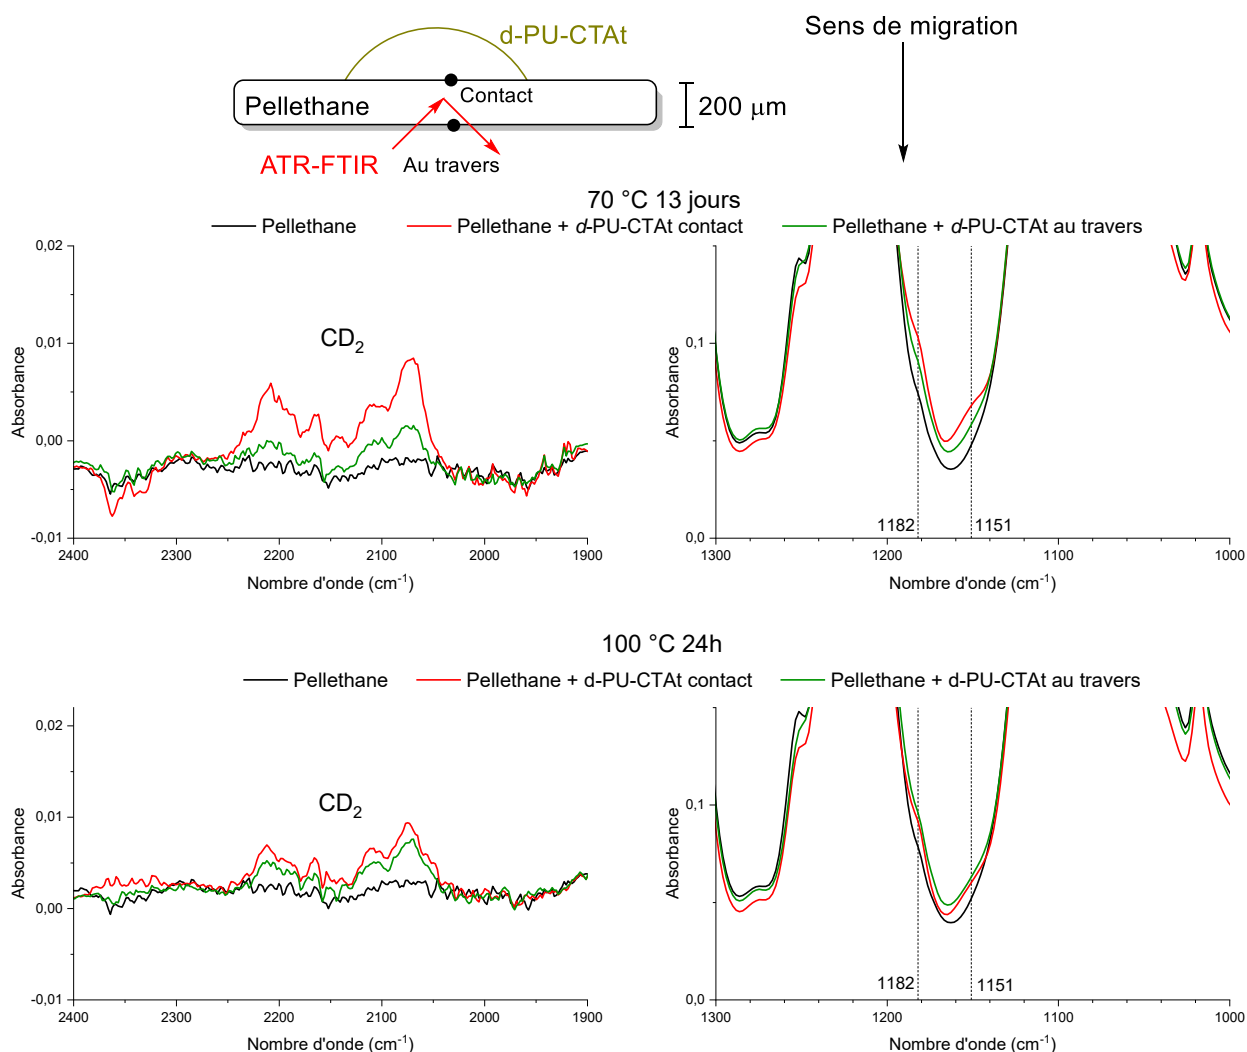 d-PU-CTAt
Sens de migration
Pellethane
Contact
200 µm
ATR-FTIR
Au travers
70 °C 13 jours
Pellethane
Pellethane + d-PU-CTAt contact
Pellethane + d-PU-CTAt au travers
0,02
0,01
0,00
-0,01
Absorbance
CD2
2400 2300 2200 2100 2000 1900
Nombre d'onde (cm-1)
0,1
0,0
Absorbance
1182 1151
1300 1200 1100 1000
Nombre d'onde (cm-1)
100 °C 24h
Pellethane
Pellethane + d-PU-CTAt contact
Pellethane + d-PU-CTAt au travers
0,02
0,01
0,00
-0,01
Absorbance
CD2
2400 2300 2200 2100 2000 1900
Nombre d'onde (cm-1)
0,1
0,0
Absorbance
1182 1151
1300 1200 1100 1000
Nombre d'onde (cm-1)